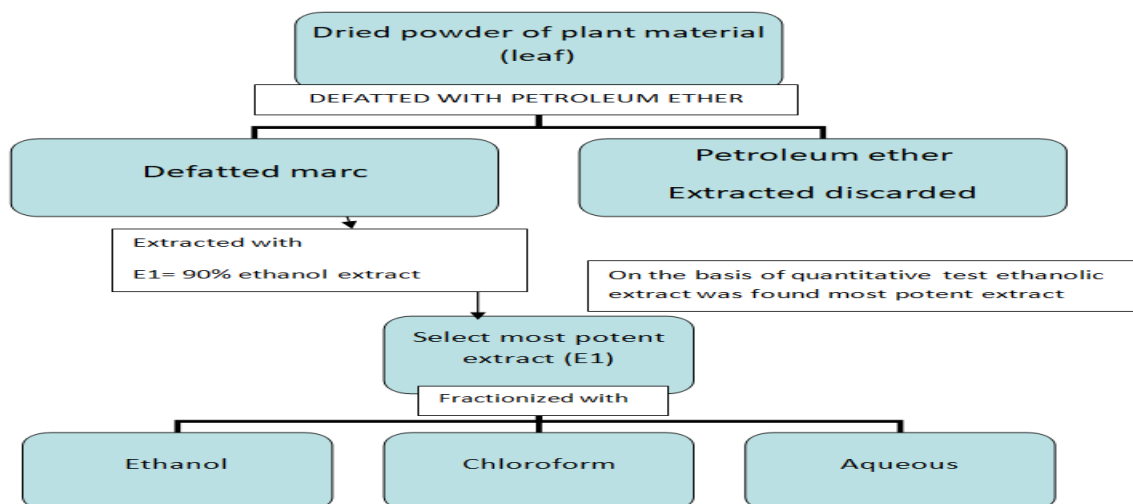 Dried powder of plant material
(leaf)
DEFATTED WITH PETROLEUM ETHER
Defatted marc
Petroleum ether
Extracted discarded
Extracted with
E1= 90% ethanol extract
On the basis of quantitative test ethanolic
extract was found most potent extract
Select most potent
extract (E1)
Fractionized with
Ethanol
Chloroform
Aqueous